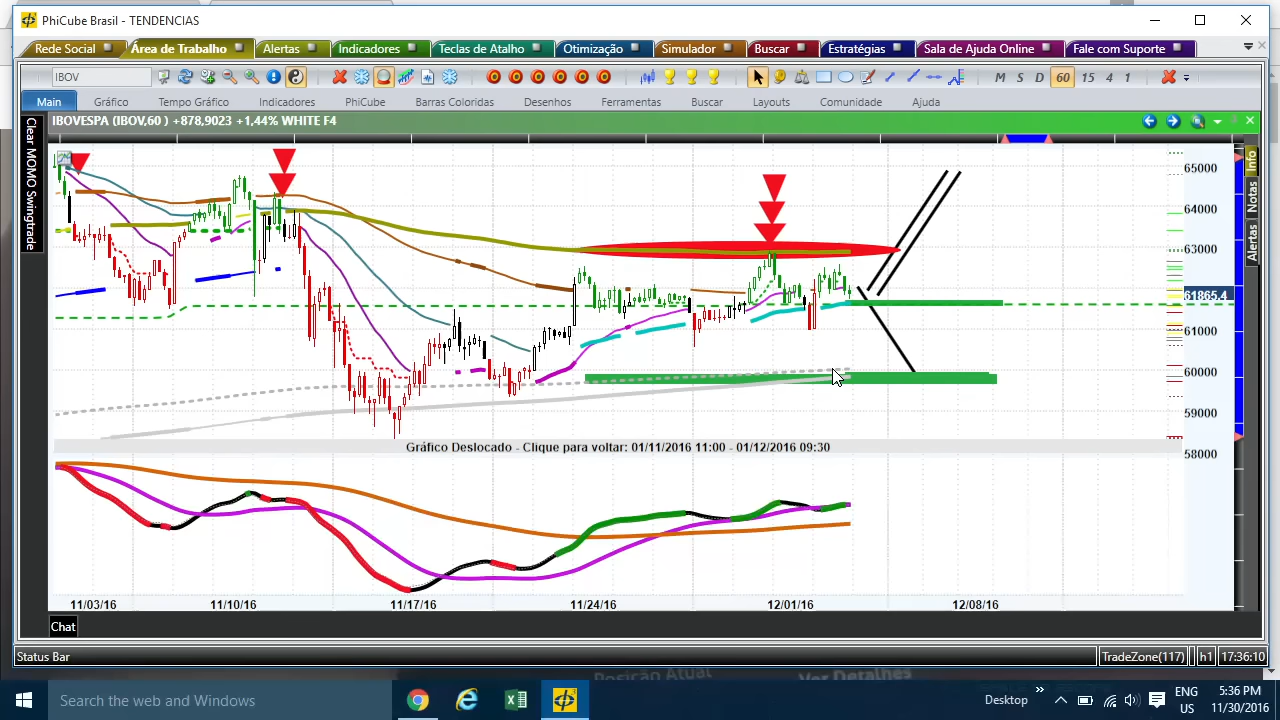 PhiCube Brasil - TENDENCIAS
Rede Social Área de Trabalho Alertas Indicadores Teclas de Atalho Otimização Simulador Buscar Estratégias Sala de Ajuda Online Fale com Suporte
IBOV M S D 60 15 4 1
Main Gráfico Tempo Gráfico Indicadores PhiCube Barras Coloridas Desenhos Ferramentas Buscar Layouts Comunidade Ajuda
IBOVESPA (IBOV,60 ) +878,9023 +1,44% WHITE F4
Clear MOMO Swingtrade
Info
Notas
Alertas
65000
64000
63000
61865.4
61000
60000
59000
58000
Gráfico Deslocado - Clique para voltar: 01/11/2016 11:00 - 01/12/2016 09:30
11/03/16 11/10/16 11/17/16 11/24/16 12/01/16 12/08/16
Chat
Status Bar TradeZone(117) h1 17:36:10
Posição Atual Ver Detalhes
Search the web and Windows Desktop ENG US 5:36 PM 11/30/2016